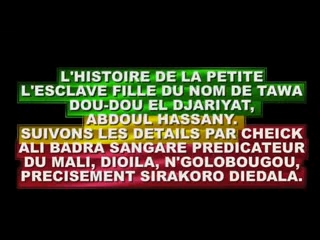 L'HISTOIRE DE LA PETITE
L'ESCLAVE FILLE DU NOM DE TAWA
DOU-DOU EL DJARIYAT,
ABDOUL HASSANY.
SUIVONS LES DETAILS PAR CHEICK
ALI BADRA SANGARE PREDICATEUR
DU MALI, DIOILA, N'GOLOBOUGOU,
PRECISEMENT SIRAKORO DIEDALA.